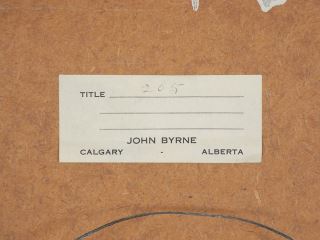 TITLE 205
JOHN BYRNE
CALGARY - ALBERTA